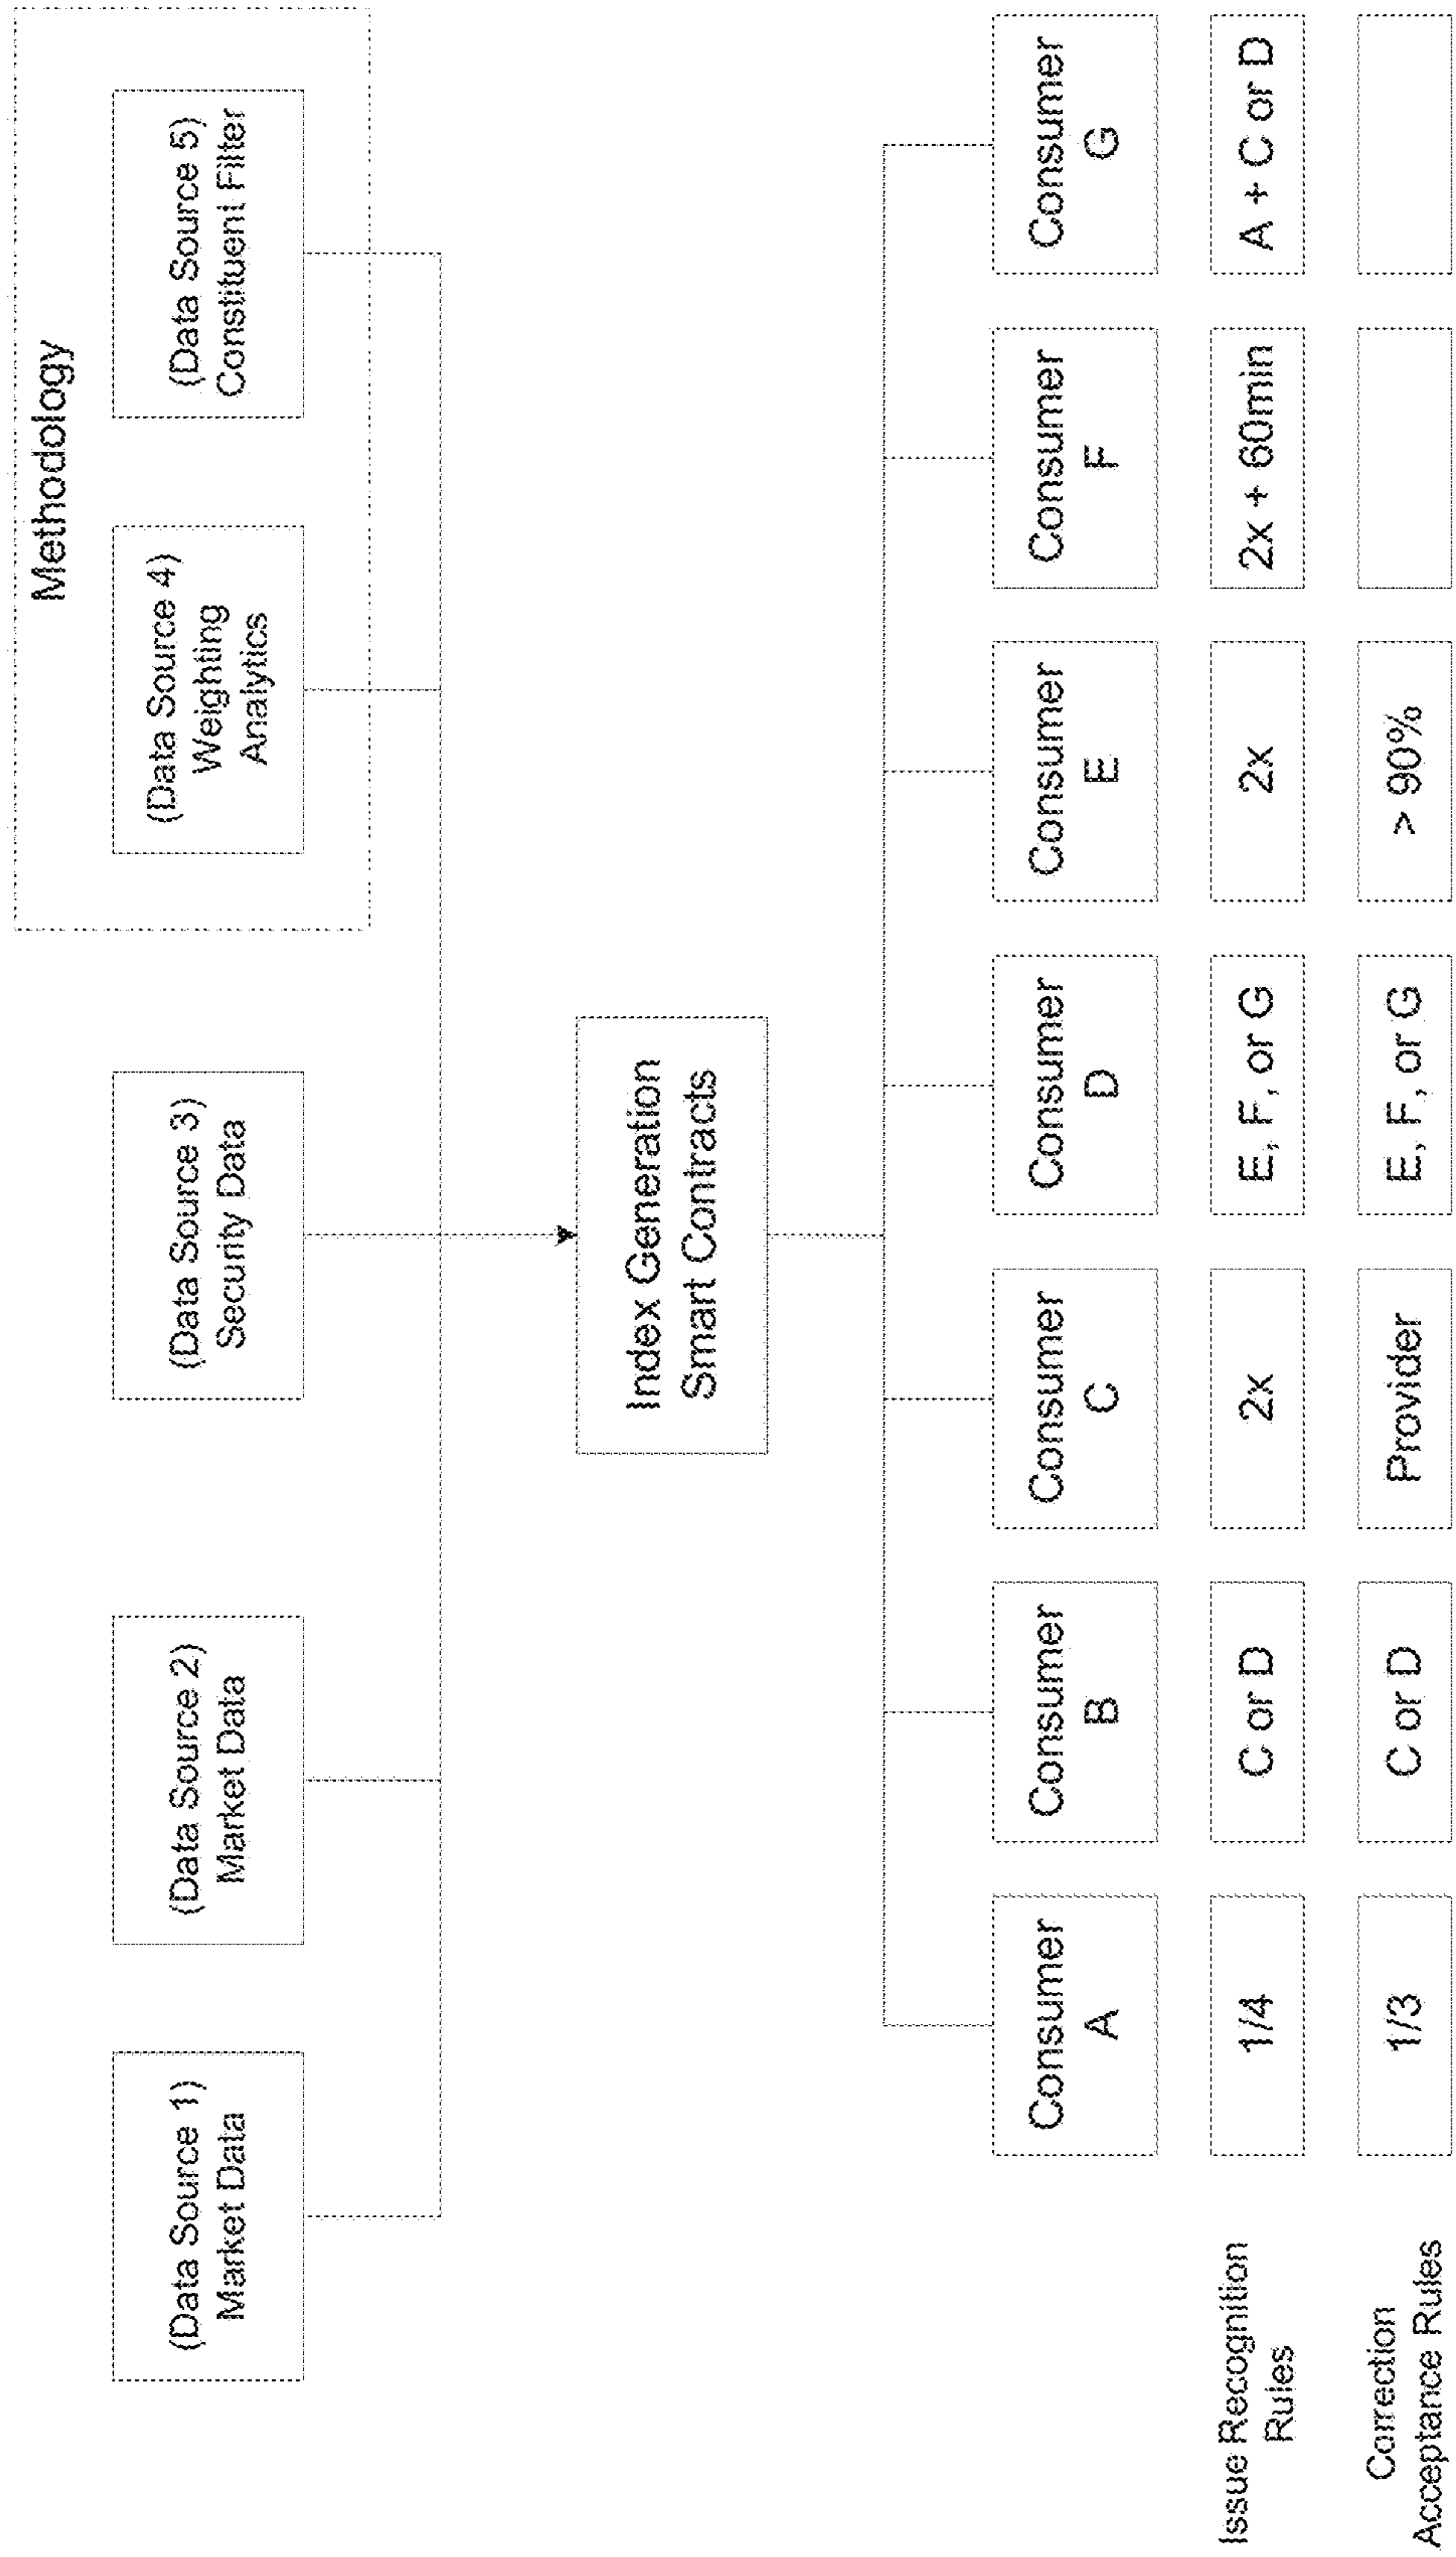 Methodology
(Data Source 1)
Market Data
(Data Source 2)
Market Data
(Data Source 3)
Security Data
(Data Source 4)
Weighting
Analytics
(Data Source 5)
Constituent Filter
Index Generation
Smart Contracts
Consumer
A
Consumer
B
Consumer
C
Consumer
D
Consumer
E
Consumer
F
Consumer
G
Issue Recognition
Rules
1/4
C or D
2x
E, F, or G
2x
2x + 60min
A + C or D
Correction
Acceptance Rules
1/3
C or D
Provider
E, F, or G
> 90%